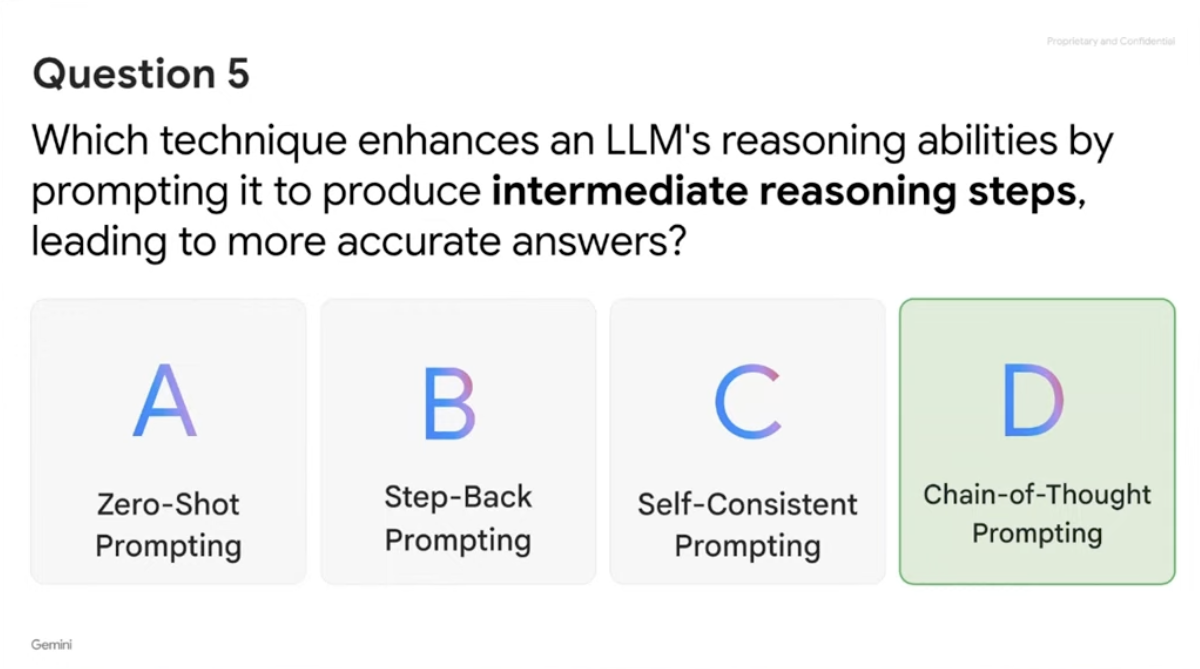 Proprietary and Confidential
Question 5
Which technique enhances an LLM's reasoning abilities by
prompting it to produce intermediate reasoning steps,
leading to more accurate answers?
A
Zero-Shot
Prompting
B
Step-Back
Prompting
C
Self-Consistent
Prompting
D
Chain-of-Thought
Prompting
Gemini